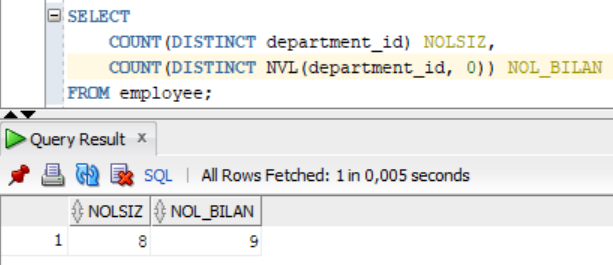 SELECT
COUNT(DISTINCT department_id) NOLSIZ,
COUNT(DISTINCT NVL(department_id, 0)) NOL_BILAN
FROM employee;
Query Result x
SQL | All Rows Fetched: 1 in 0,005 seconds
NOLSIZ NOL_BILAN
1 8 9